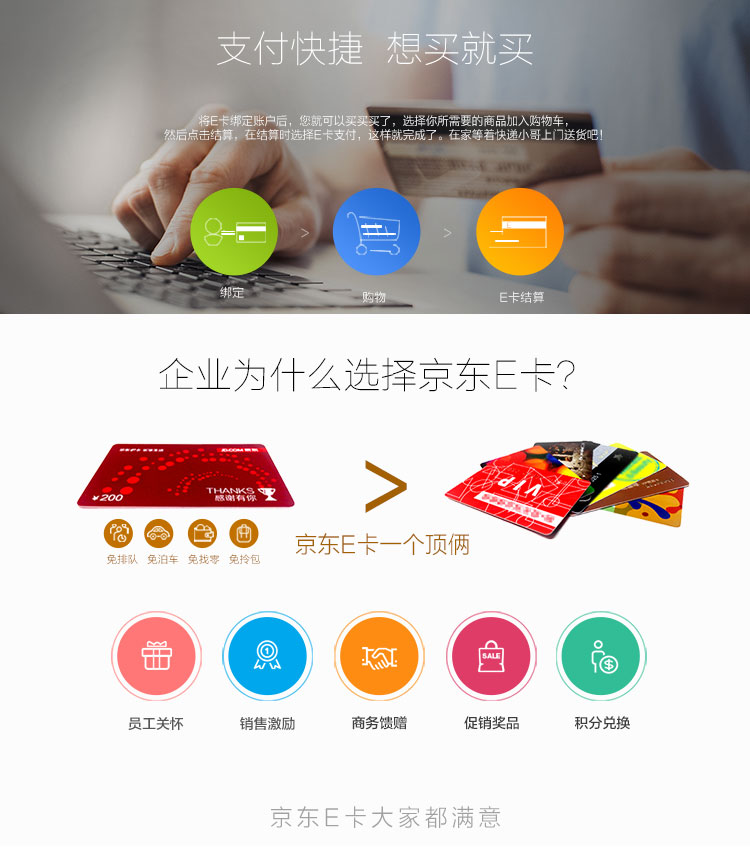 支付快捷 想买就买
将E卡绑定账户后，您就可以买买买了，选择你所需要的商品加入购物车，
然后点击结算，在结算时选择E卡支付，这样就完成了。在家等着快递小哥上门送货吧！
> >
绑定 购物 E卡结算
企业为什么选择京东E卡？
JD.COM 京东
THANKS
感谢有你
¥200
>
VIP
免排队 免泊车 免找零 免拎包
京东E卡一个顶俩
1
SALE
$
员工关怀 销售激励 商务馈赠 促销奖品 积分兑换
京东E卡大家都满意